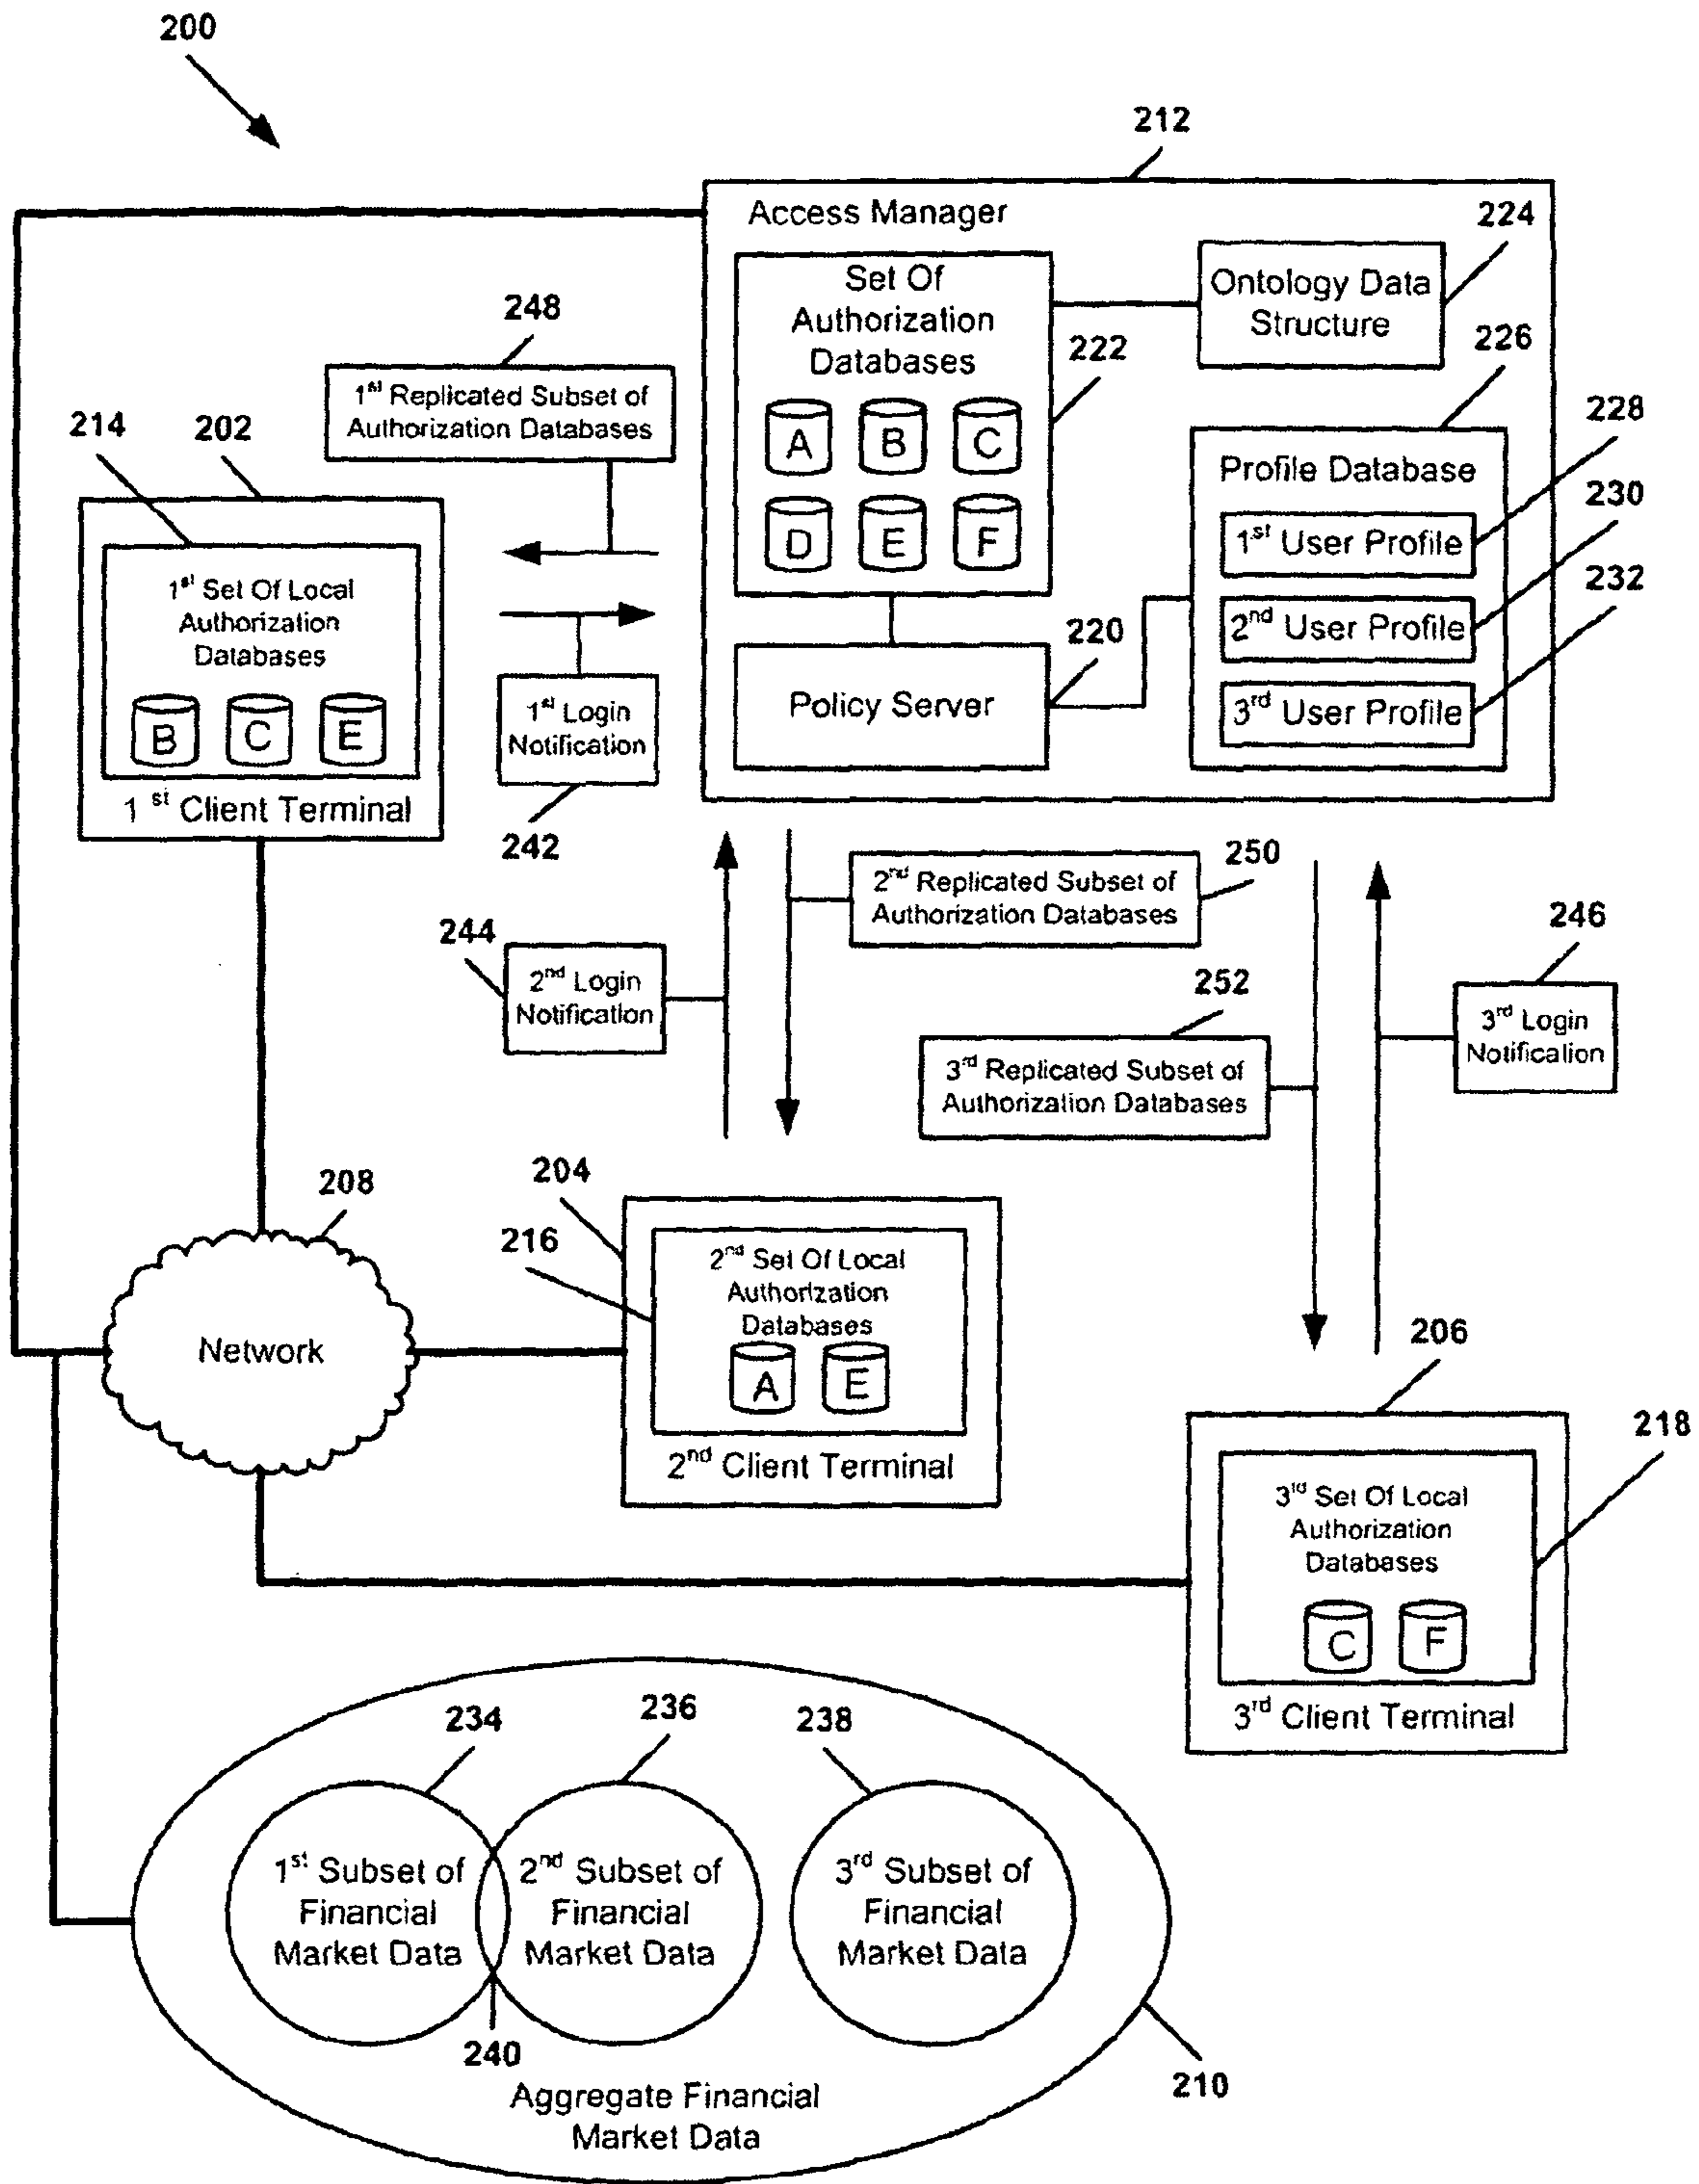 200
212
Access Manager
224
Set Of
Authorization
Databases
Ontology Data
Structure
222
226
A
B
C
D
E
F
248
1st Replicated Subset of
Authorization Databases
214
202
1st Set Of Local
Authorization
Databases
B
C
E
1st Client Terminal
1st Login
Notification
242
Policy Server
220
Profile Database
228
1st User Profile
230
2nd User Profile
232
3rd User Profile
250
2nd Replicated Subset of
Authorization Databases
244
2nd Login
Notification
252
3rd Replicated Subset of
Authorization Databases
246
3rd Login
Notification
208
Network
204
216
2nd Set Of Local
Authorization
Databases
A
E
2nd Client Terminal
206
218
3rd Set Of Local
Authorization
Databases
C
F
3rd Client Terminal
234
236
238
1st Subset of
Financial
Market Data
2nd Subset of
Financial
Market Data
3rd Subset of
Financial
Market Data
240
Aggregate Financial
Market Data
210